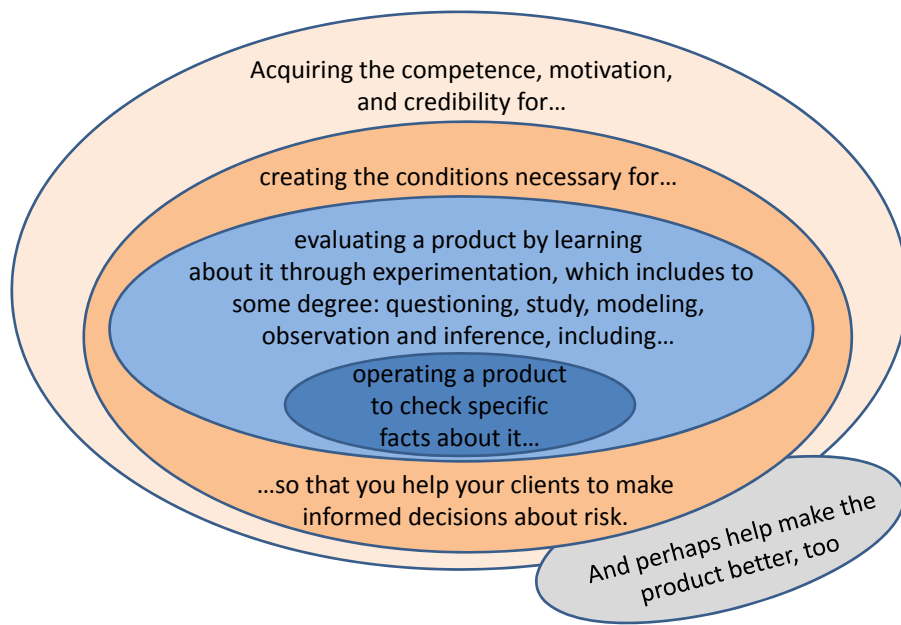 Acquiring the competence, motivation,
and credibility for…
creating the conditions necessary for…
evaluating a product by learning
about it through experimentation, which includes to
some degree: questioning, study, modeling,
observation and inference, including…
operating a product
to check specific
facts about it…
…so that you help your clients to make
informed decisions about risk.
And perhaps help make the
product better, too